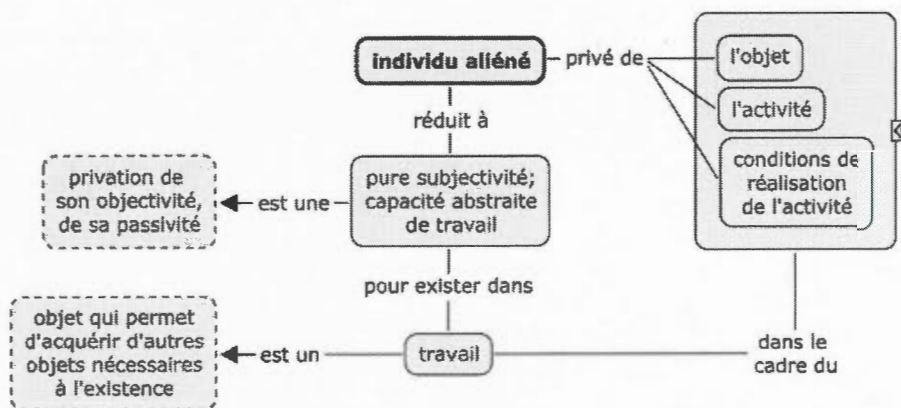 individu aliéné
privé de
l'objet
l'activité
conditions de
réalisation
de l'activité
réduit à
privation de
son objectivité,
de sa passivité
est une
pure subjectivité;
capacité abstraite
de travail
pour exister dans
objet qui permet
d'acquérir d'autres
objets nécessaires
à l'existence
est un
travail
dans le
cadre du